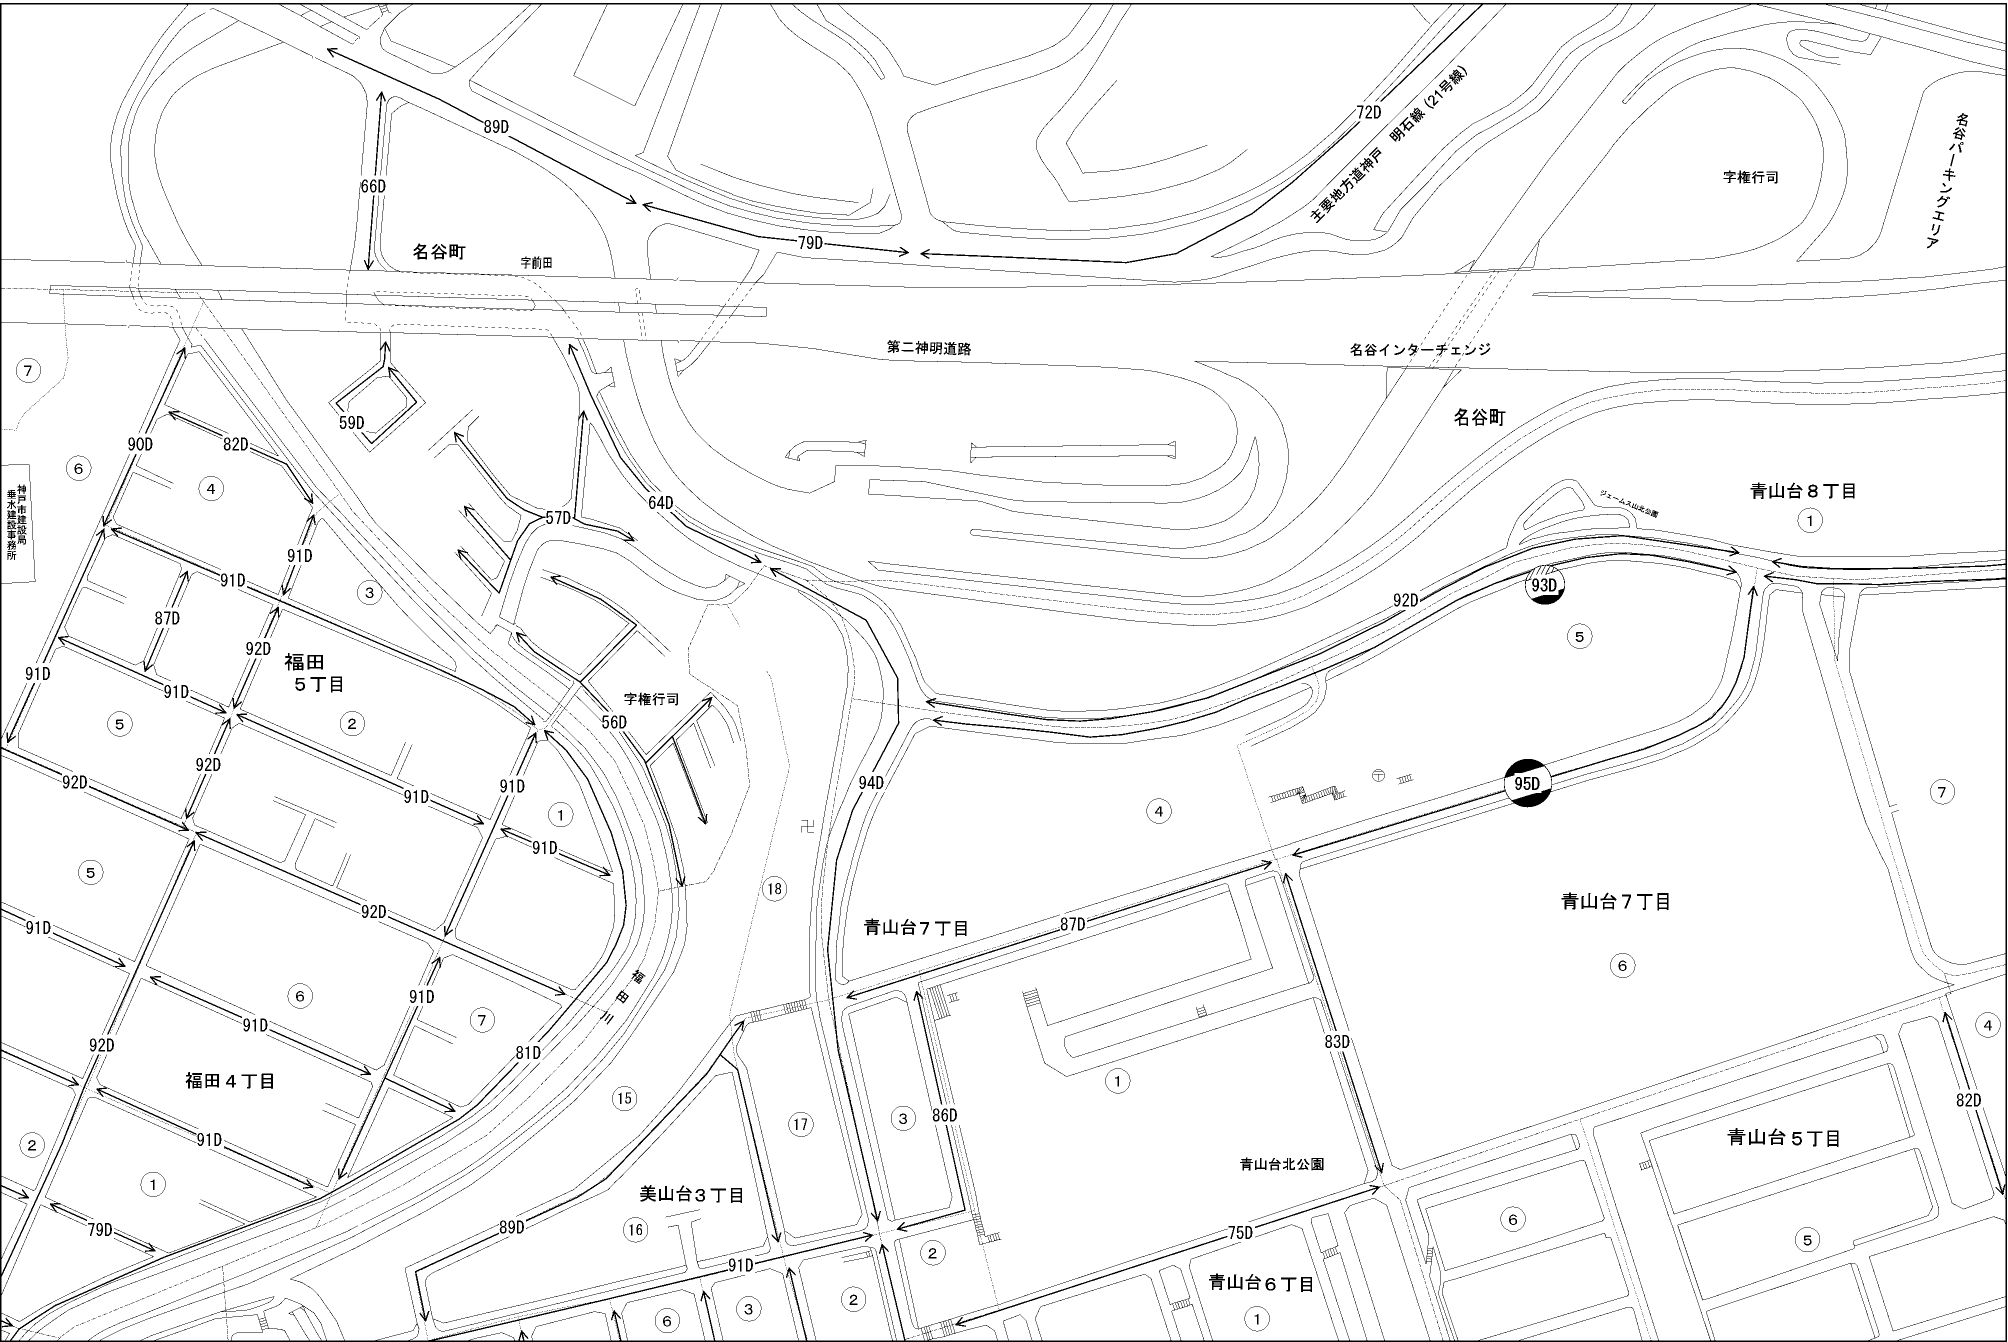 89D
72D
主要地方道神戸 明石線（21号線）
66D
79D
字権行司
名谷パーキングエリア
名谷町
字前田
第二神明道路
名谷インターチェンジ
名谷町
⑦
59D
90D
82D
⑥
④
神戸市建設局
垂水建設事務所
57D
64D
青山台８丁目
①
ジェームス山北公園
91D
91D
③
87D
92D
93D
92D
⑤
福田
５丁目
91D
91D
②
字権行司
56D
⑤
92D
92D
91D
91D
94D
95D
〒
④
⑦
①
卍
91D
⑤
⑱
92D
91D
青山台７丁目
87D
青山台７丁目
⑥
福田川
⑥
91D
91D
⑦
92D
81D
83D
④
福田４丁目
⑮
⑰
③
86D
①
82D
②
91D
青山台５丁目
①
美山台３丁目
青山台北公園
79D
89D
⑯
75D
⑥
⑤
②
91D
青山台６丁目
②
③
⑥
①